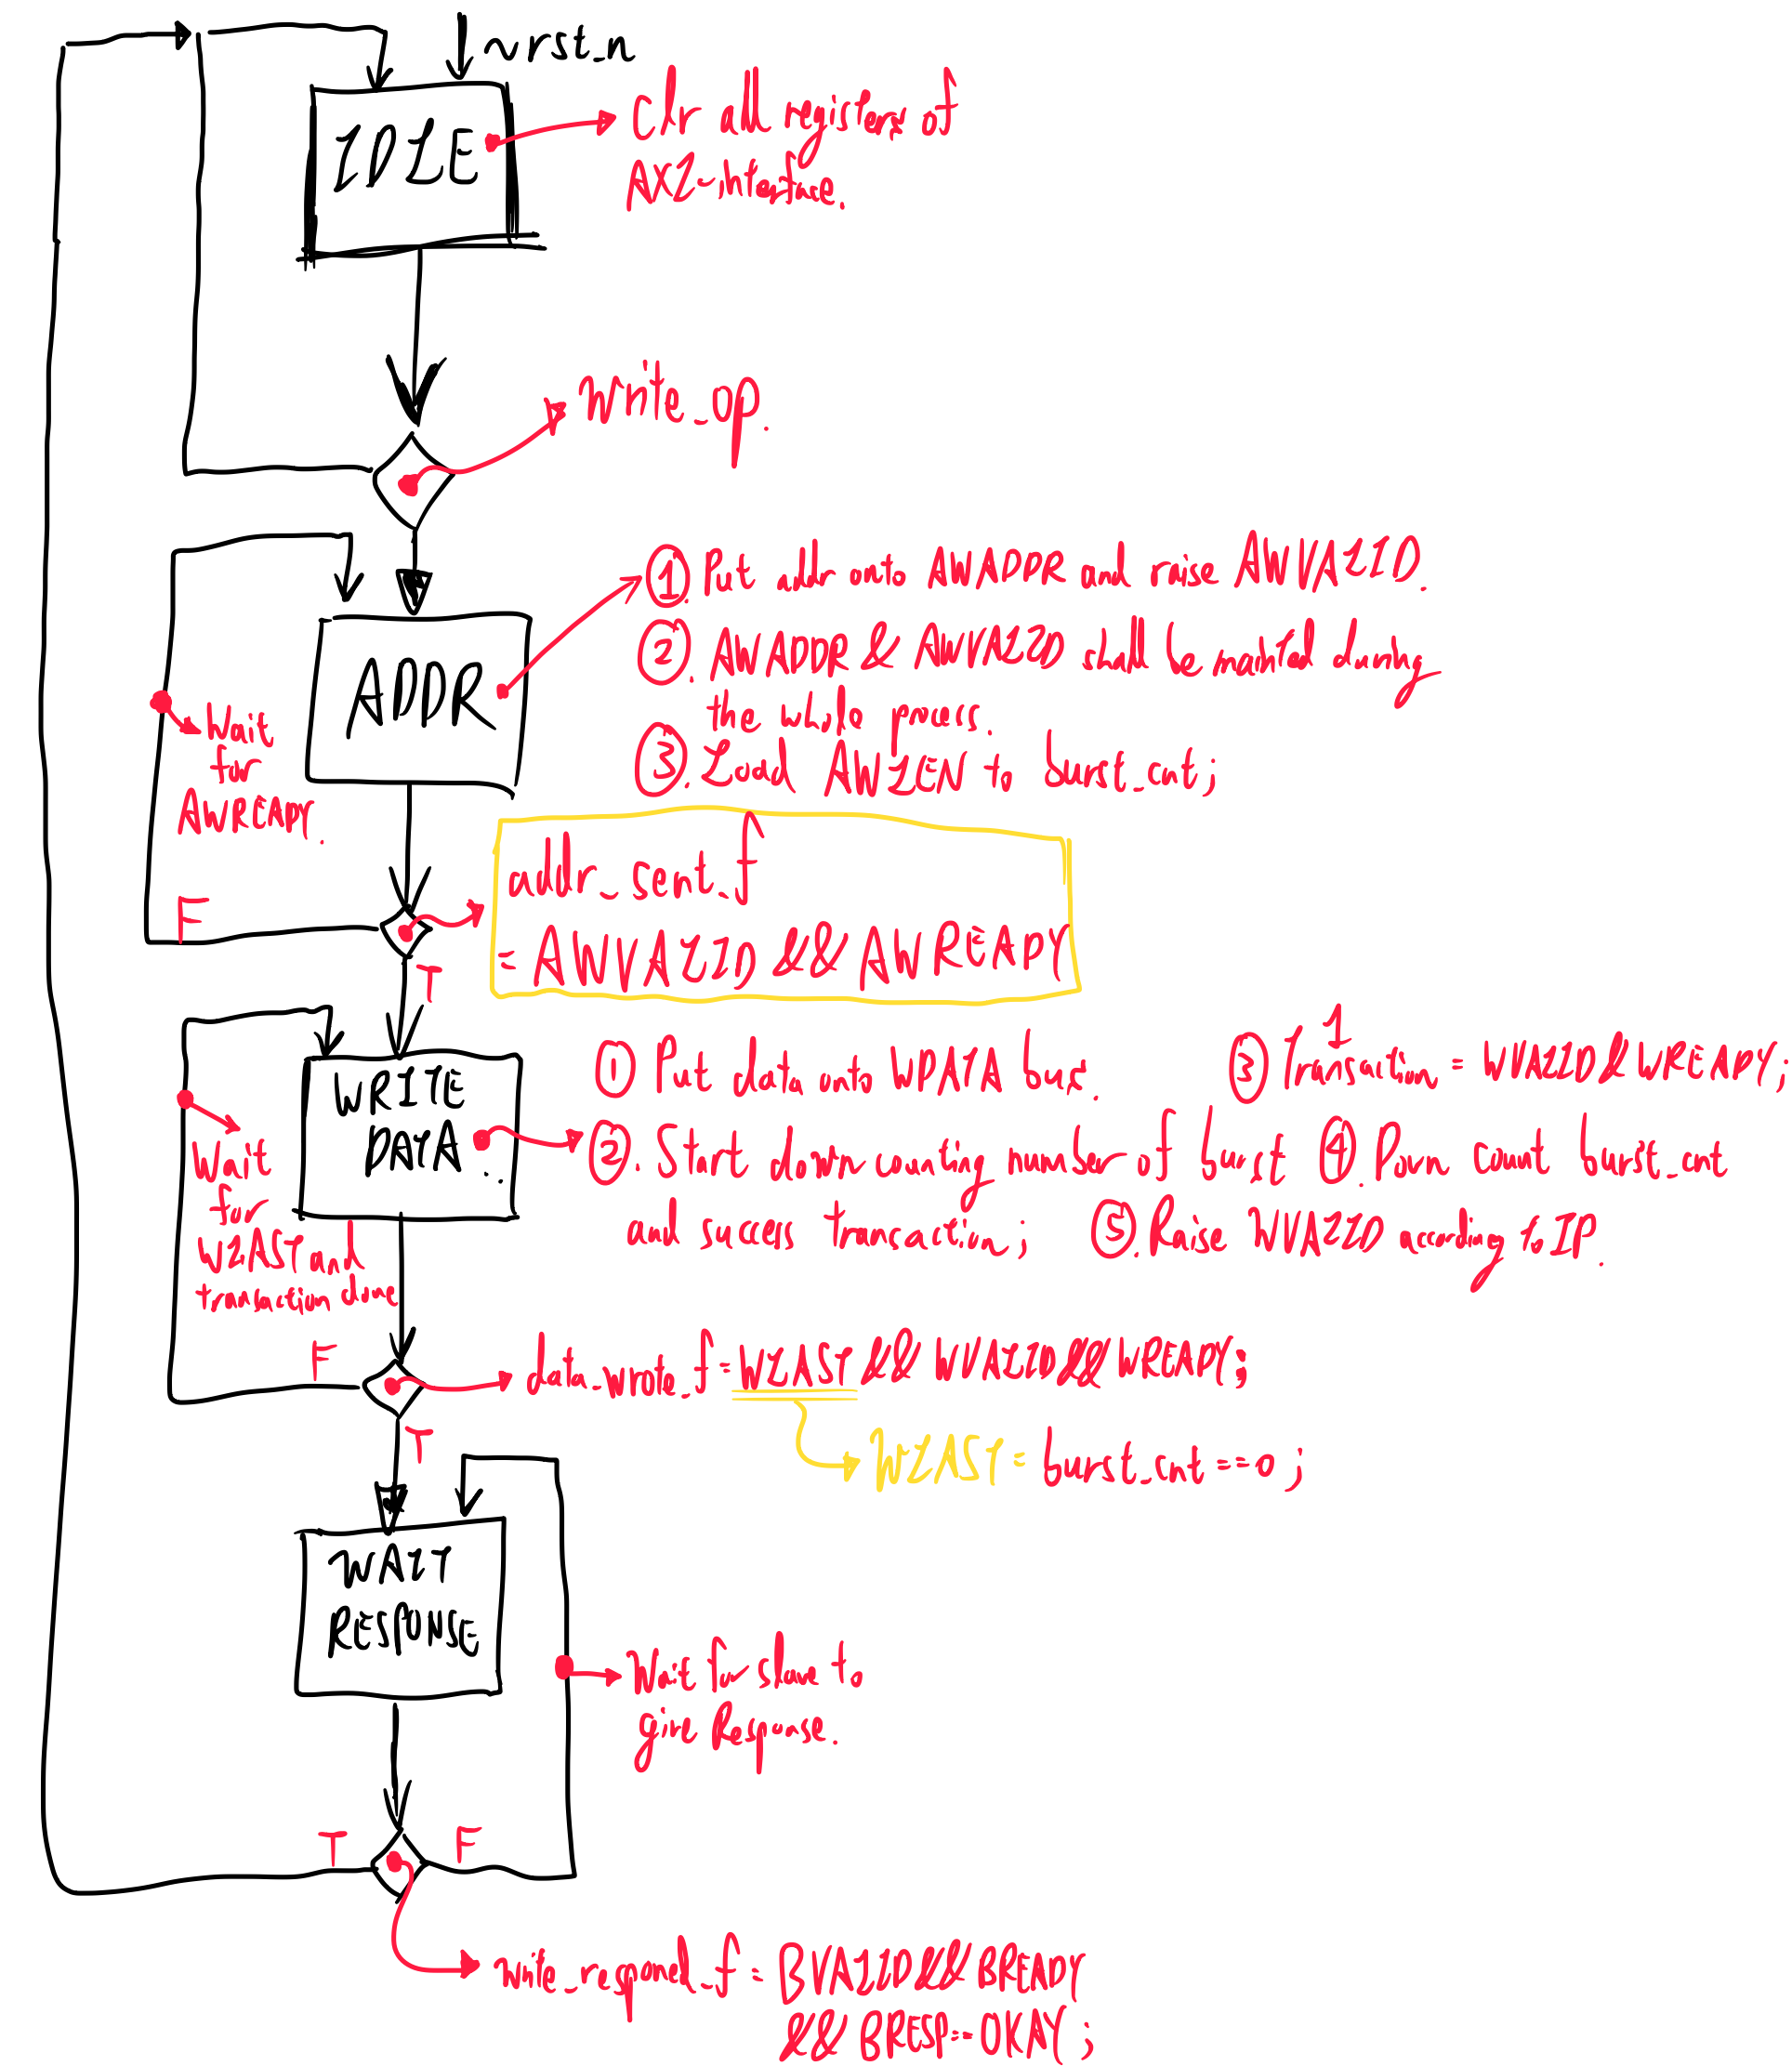 ~rst_n
IDLE
Clr all registers of
AXI-interface.
Write_op.
ADDR
①. Put addr onto AWADDR and raise AWVALID.
②. AWADDR && AWVALID shall be mainted during
the whole process.
③. Load AWLEN to burst_cnt;
Wait
for
AWREADY.
F
addr_sent_f
= AWVALID && AWREADY
T
WRITE
DATA.
① Put data onto WDATA bus.
②. Start down counting number of burst
and success transaction;
③ Transaction = WVALID & WREADY;
④. Down count burst_cnt
⑤. Raise WVALID according to IP.
Wait
for
WLAST and
transaction done
F
data_wrote_f = WLAST && WVALID && WREADY;
T
WLAST = burst_cnt == 0;
WAIT
RESPONSE
Wait for slave to
give Response.
T
F
write_respond_f = BVALID && BREADY
&& BRESP == OKAY;